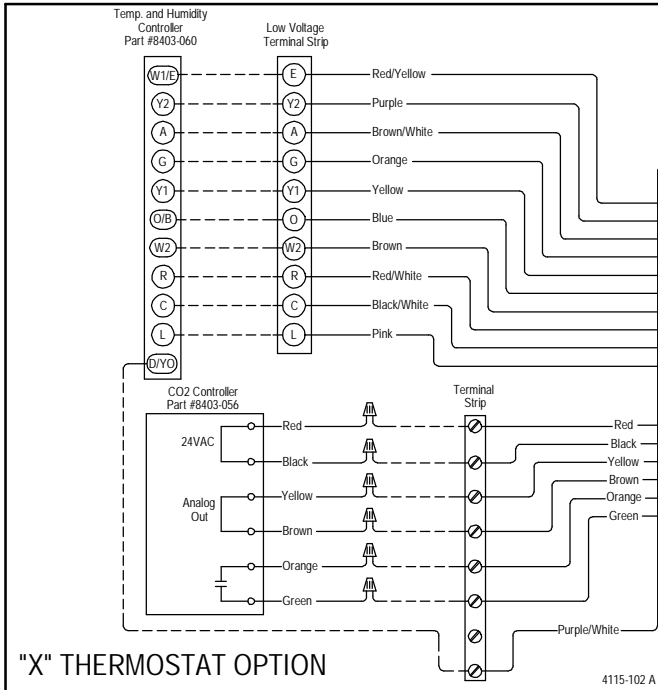 Temp. and Humidity
Controller
Part #8403-060
Low Voltage
Terminal Strip
W1/E
E
Red/Yellow
Y2
Y2
Purple
A
A
Brown/White
G
G
Orange
Y1
Y1
Yellow
O/B
O
Blue
W2
W2
Brown
R
R
Red/White
C
C
Black/White
L
L
Pink
D/YO
CO2 Controller
Part #8403-056
Terminal
Strip
24VAC
Red
Red
Black
Black
Analog
Out
Yellow
Yellow
Brown
Brown
Orange
Orange
Green
Green
Purple/White
"X" THERMOSTAT OPTION
4115-102 A